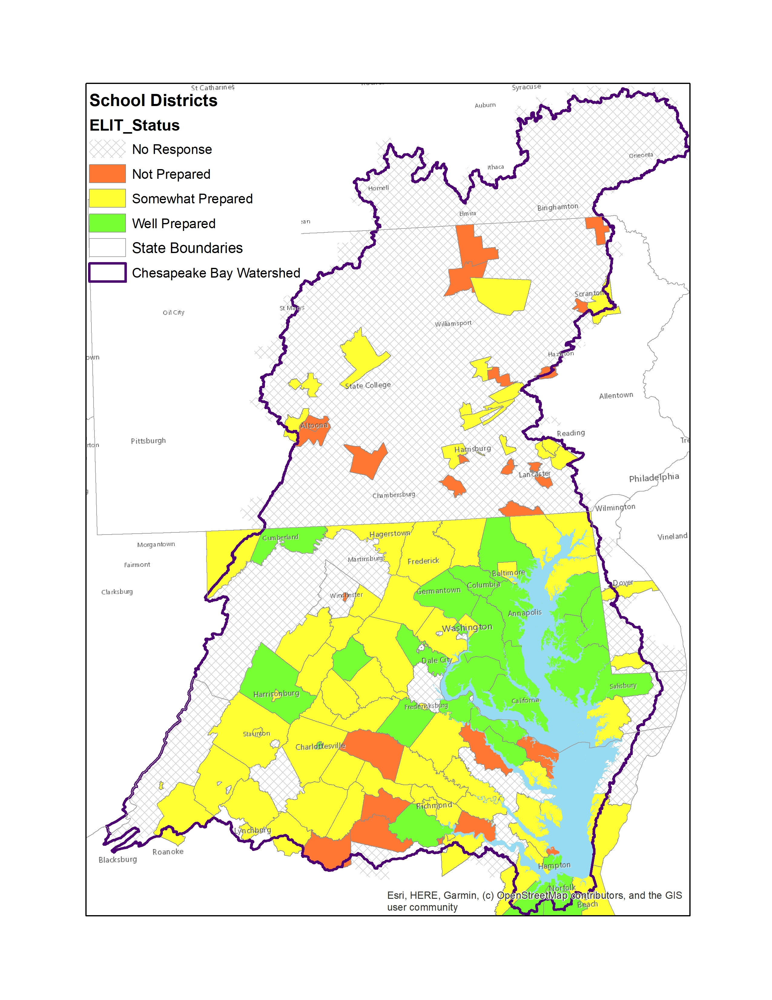 St Catharines
Syracuse
School Districts
Auburn
ELIT_Status
No Response
Oneonta
Ithaca
Not Prepared
Hornell
Somewhat Prepared
Binghamton
Elmira
Well Prepared
State Boundaries
Chesapeake Bay Watershed
Scranton
St Marys
Oil City
Williamsport
Hazleton
State College
Allentown
Altoona
Reading
Pittsburgh
Harrisburg
Lancaster
Philadelphia
Chambersburg
Wilmington
Hagerstown
Cumberland
Vineland
Morgantown
Martinsburg
Frederick
Fairmont
Baltimore
Dover
Columbia
Germantown
Clarksburg
Winchester
Annapolis
Washington
Dale City
Salisbury
Harrisonburg
California
Fredericksburg
Staunton
Charlottesville
Richmond
Lynchburg
Roanoke
Blacksburg
Hampton
Norfolk
Esri, HERE, Garmin, (c) OpenStreetMap contributors, and the GIS
user community
Beach